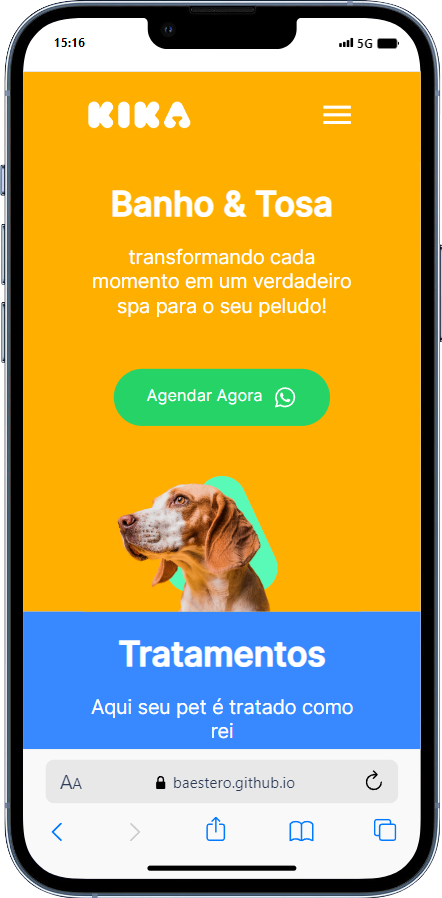 15:16
5G
KIKA
Banho & Tosa
transformando cada
momento em um verdadeiro
spa para o seu peludo!
Agendar Agora
Tratamentos
Aqui seu pet é tratado como
rei
AA
baestero.github.io